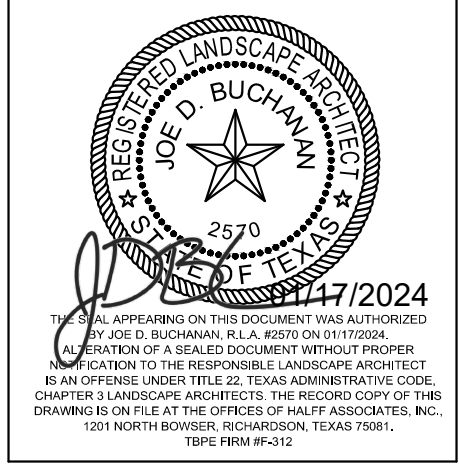 REGISTERED LANDSCAPE ARCHITECT
JOE D. BUCHANAN
2570
STATE OF TEXAS
01/17/2024
THE SEAL APPEARING ON THIS DOCUMENT WAS AUTHORIZED
BY JOE D. BUCHANAN, R.L.A. #2570 ON 01/17/2024.
ALTERATION OF A SEALED DOCUMENT WITHOUT PROPER
NOTIFICATION TO THE RESPONSIBLE LANDSCAPE ARCHITECT
IS AN OFFENSE UNDER TITLE 22, TEXAS ADMINISTRATIVE CODE,
CHAPTER 3 LANDSCAPE ARCHITECTS. THE RECORD COPY OF THIS
DRAWING IS ON FILE AT THE OFFICES OF HALFF ASSOCIATES, INC.,
1201 NORTH BOWSER, RICHARDSON, TEXAS 75081.
TBPE FIRM #F-312